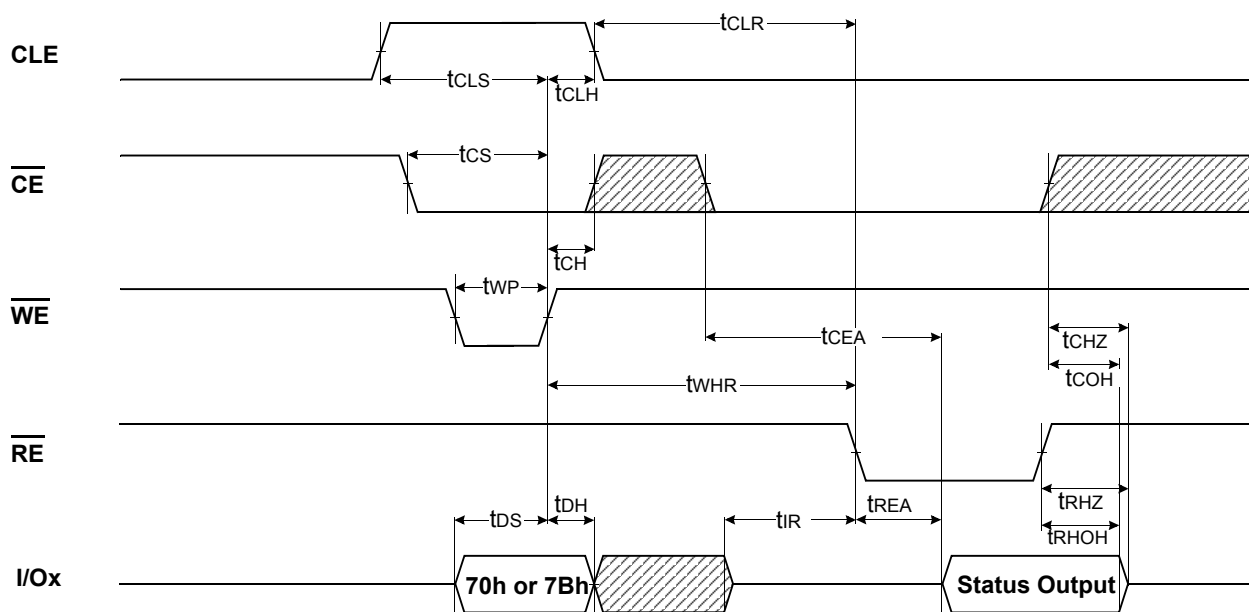 tCLR
CLE
tCLS
tCLH
tCS
CE
tCH
tWP
WE
tCEA
tCHZ
tCOH
tWHR
RE
tDS
tDH
tIR
tREA
tRHZ
tRHOH
I/Ox
70h or 7Bh
Status Output